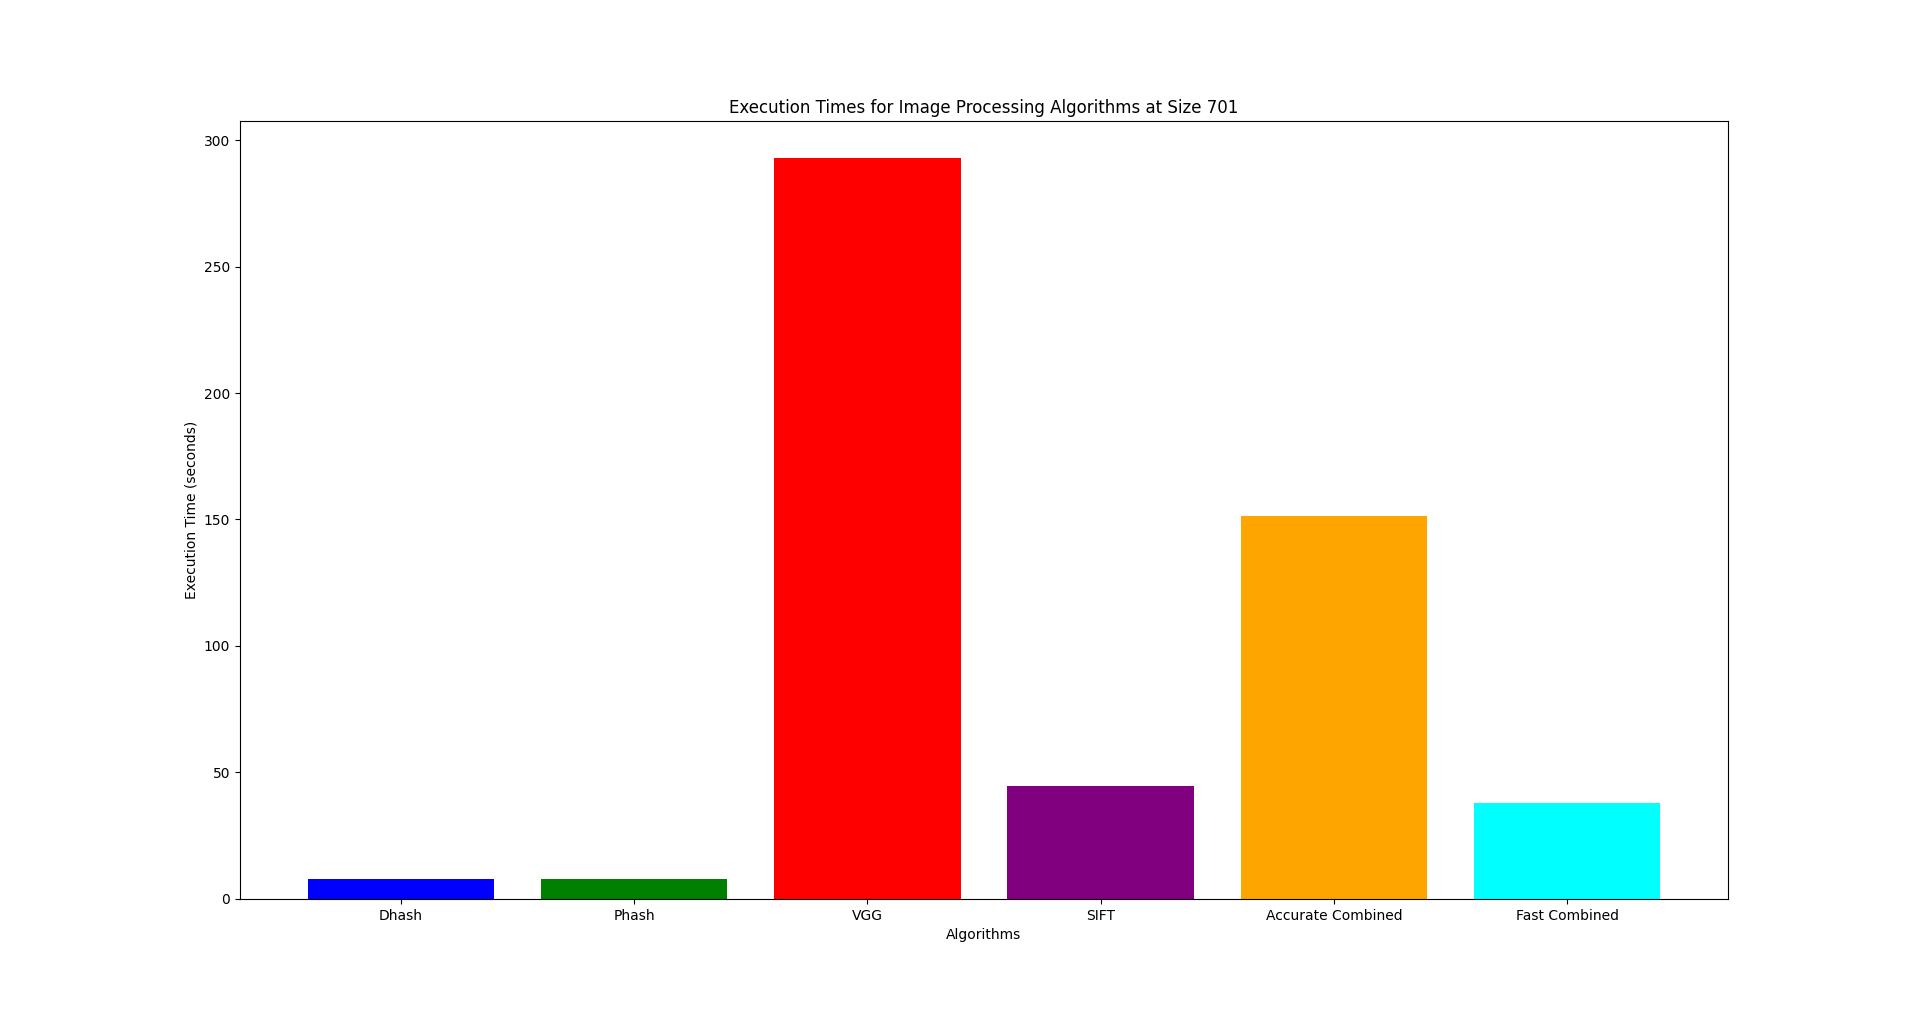 Execution Times for Image Processing Algorithms at Size 701
300
250
200
150
100
50
0
Execution Time (seconds)
Dhash Phash VGG SIFT Accurate Combined Fast Combined
Algorithms